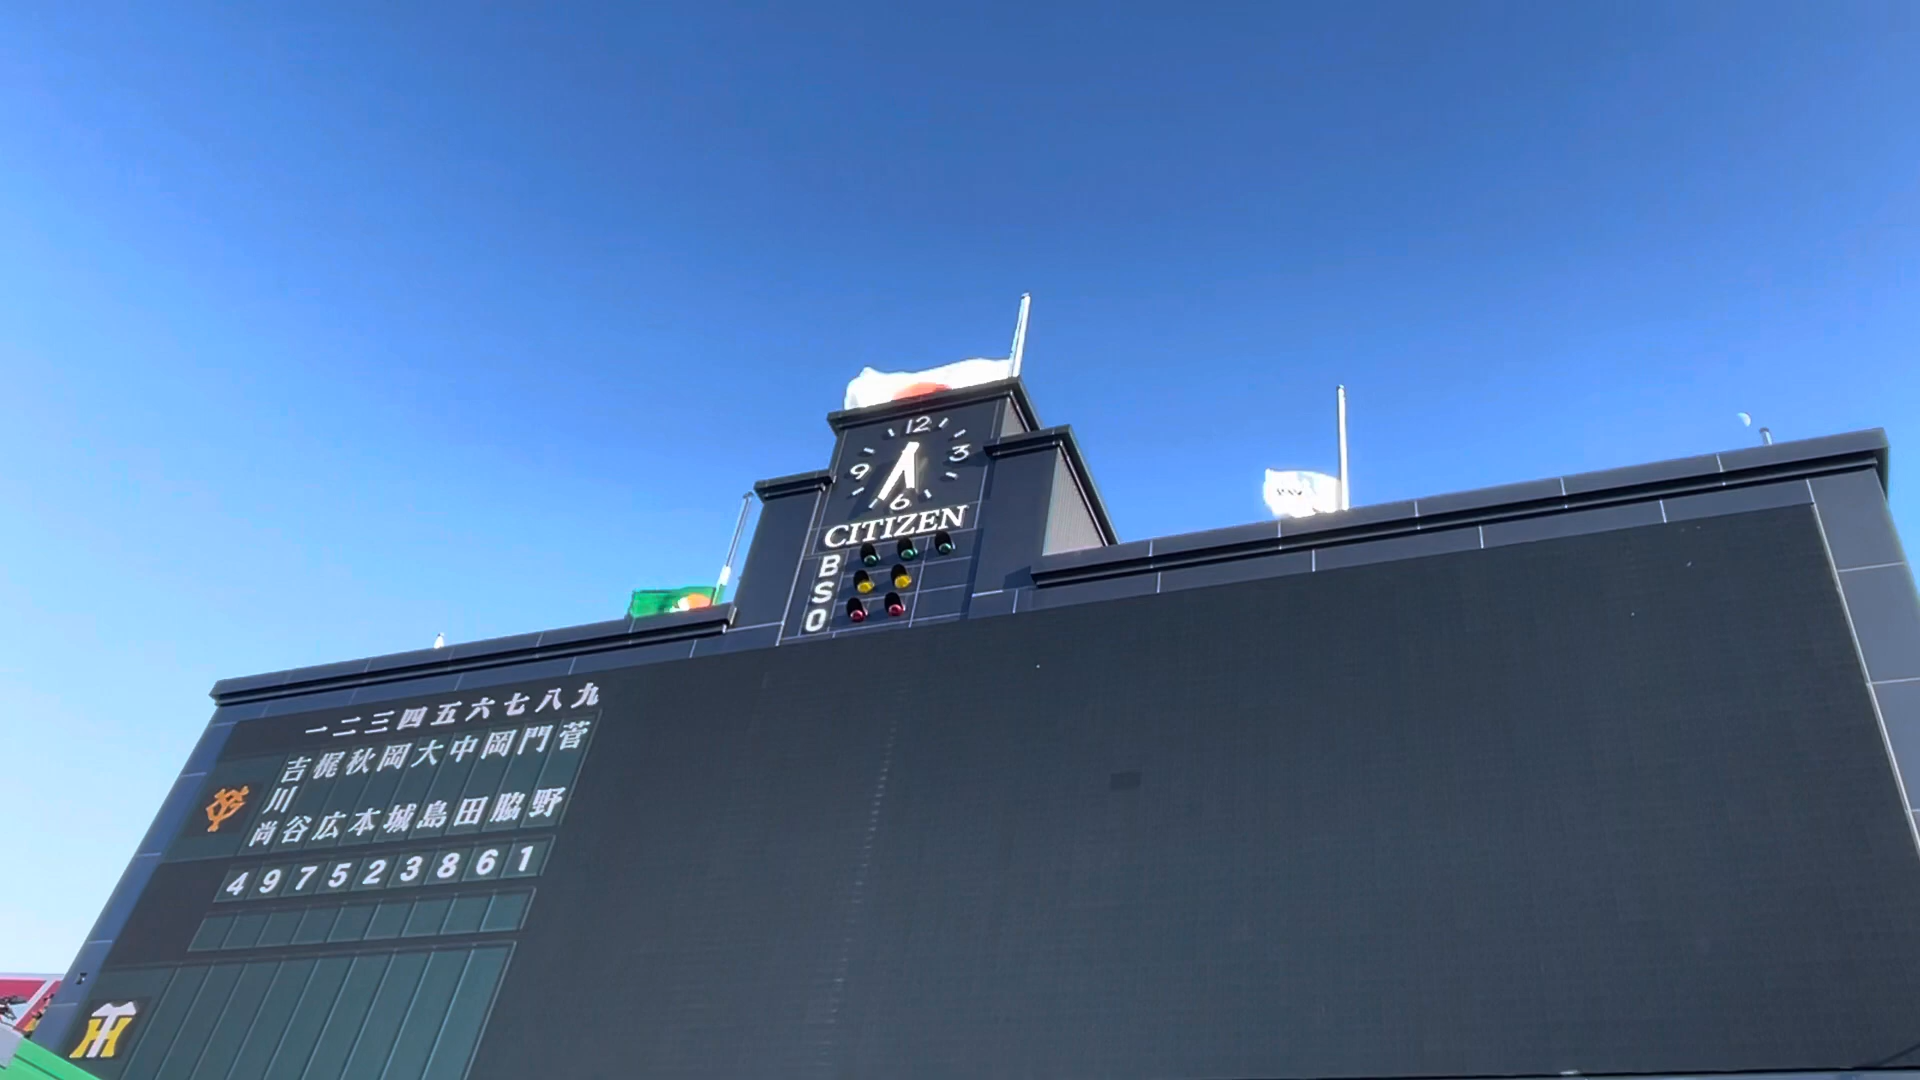 12
3
9
6
CITIZEN
B
S
O
一 二 三 四 五 六 七 八 九
吉川尚 梶谷 秋広 岡本 大城 中島 岡田 門脇 菅野
4 9 7 5 2 3 8 6 1